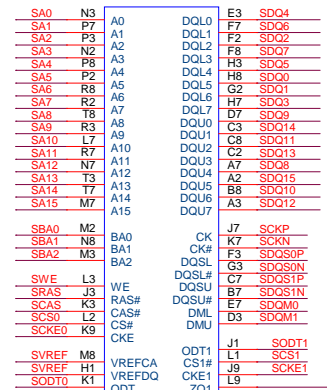 SA0 N3 A0 DQL0 E3 SDQ4
SA1 P7 A1 DQL1 F7 SDQ6
SA2 P3 A2 DQL2 F2 SDQ2
SA3 N2 A3 DQL3 F8 SDQ7
SA4 P8 A4 DQL4 H3 SDQ5
SA5 P2 A5 DQL5 H8 SDQ0
SA6 R8 A6 DQL6 G2 SDQ1
SA7 R2 A7 DQL7 H7 SDQ3
SA8 T8 A8 DQU0 D7 SDQ9
SA9 R3 A9 DQU1 C3 SDQ14
SA10 L7 A10 DQU2 C8 SDQ11
SA11 R7 A11 DQU3 C2 SDQ13
SA12 N7 A12 DQU4 A7 SDQ8
SA13 T3 A13 DQU5 A2 SDQ15
SA14 T7 A14 DQU6 B8 SDQ10
SA15 M7 A15 DQU7 A3 SDQ12
SBA0 M2 BA0 CK J7 SCKP
SBA1 N8 BA1 CK# K7 SCKN
SBA2 M3 BA2 DQSL F3 SDQS0P
DQSL# G3 SDQS0N
SWE L3 WE DQSU C7 SDQS1P
SRAS J3 RAS# DQSU# B7 SDQS1N
SCAS K3 CAS# DML E7 SDQM0
SCS0 L2 CS# DMU D3 SDQM1
SCKE0 K9 CKE
ODT1 J1 SODT1
SVREF M8 VREFCA CS1# L1 SCS1
SVREF H1 VREFDQ CKE1 J9 SCKE1
SODT0 K1 ODT ZQ1 L9